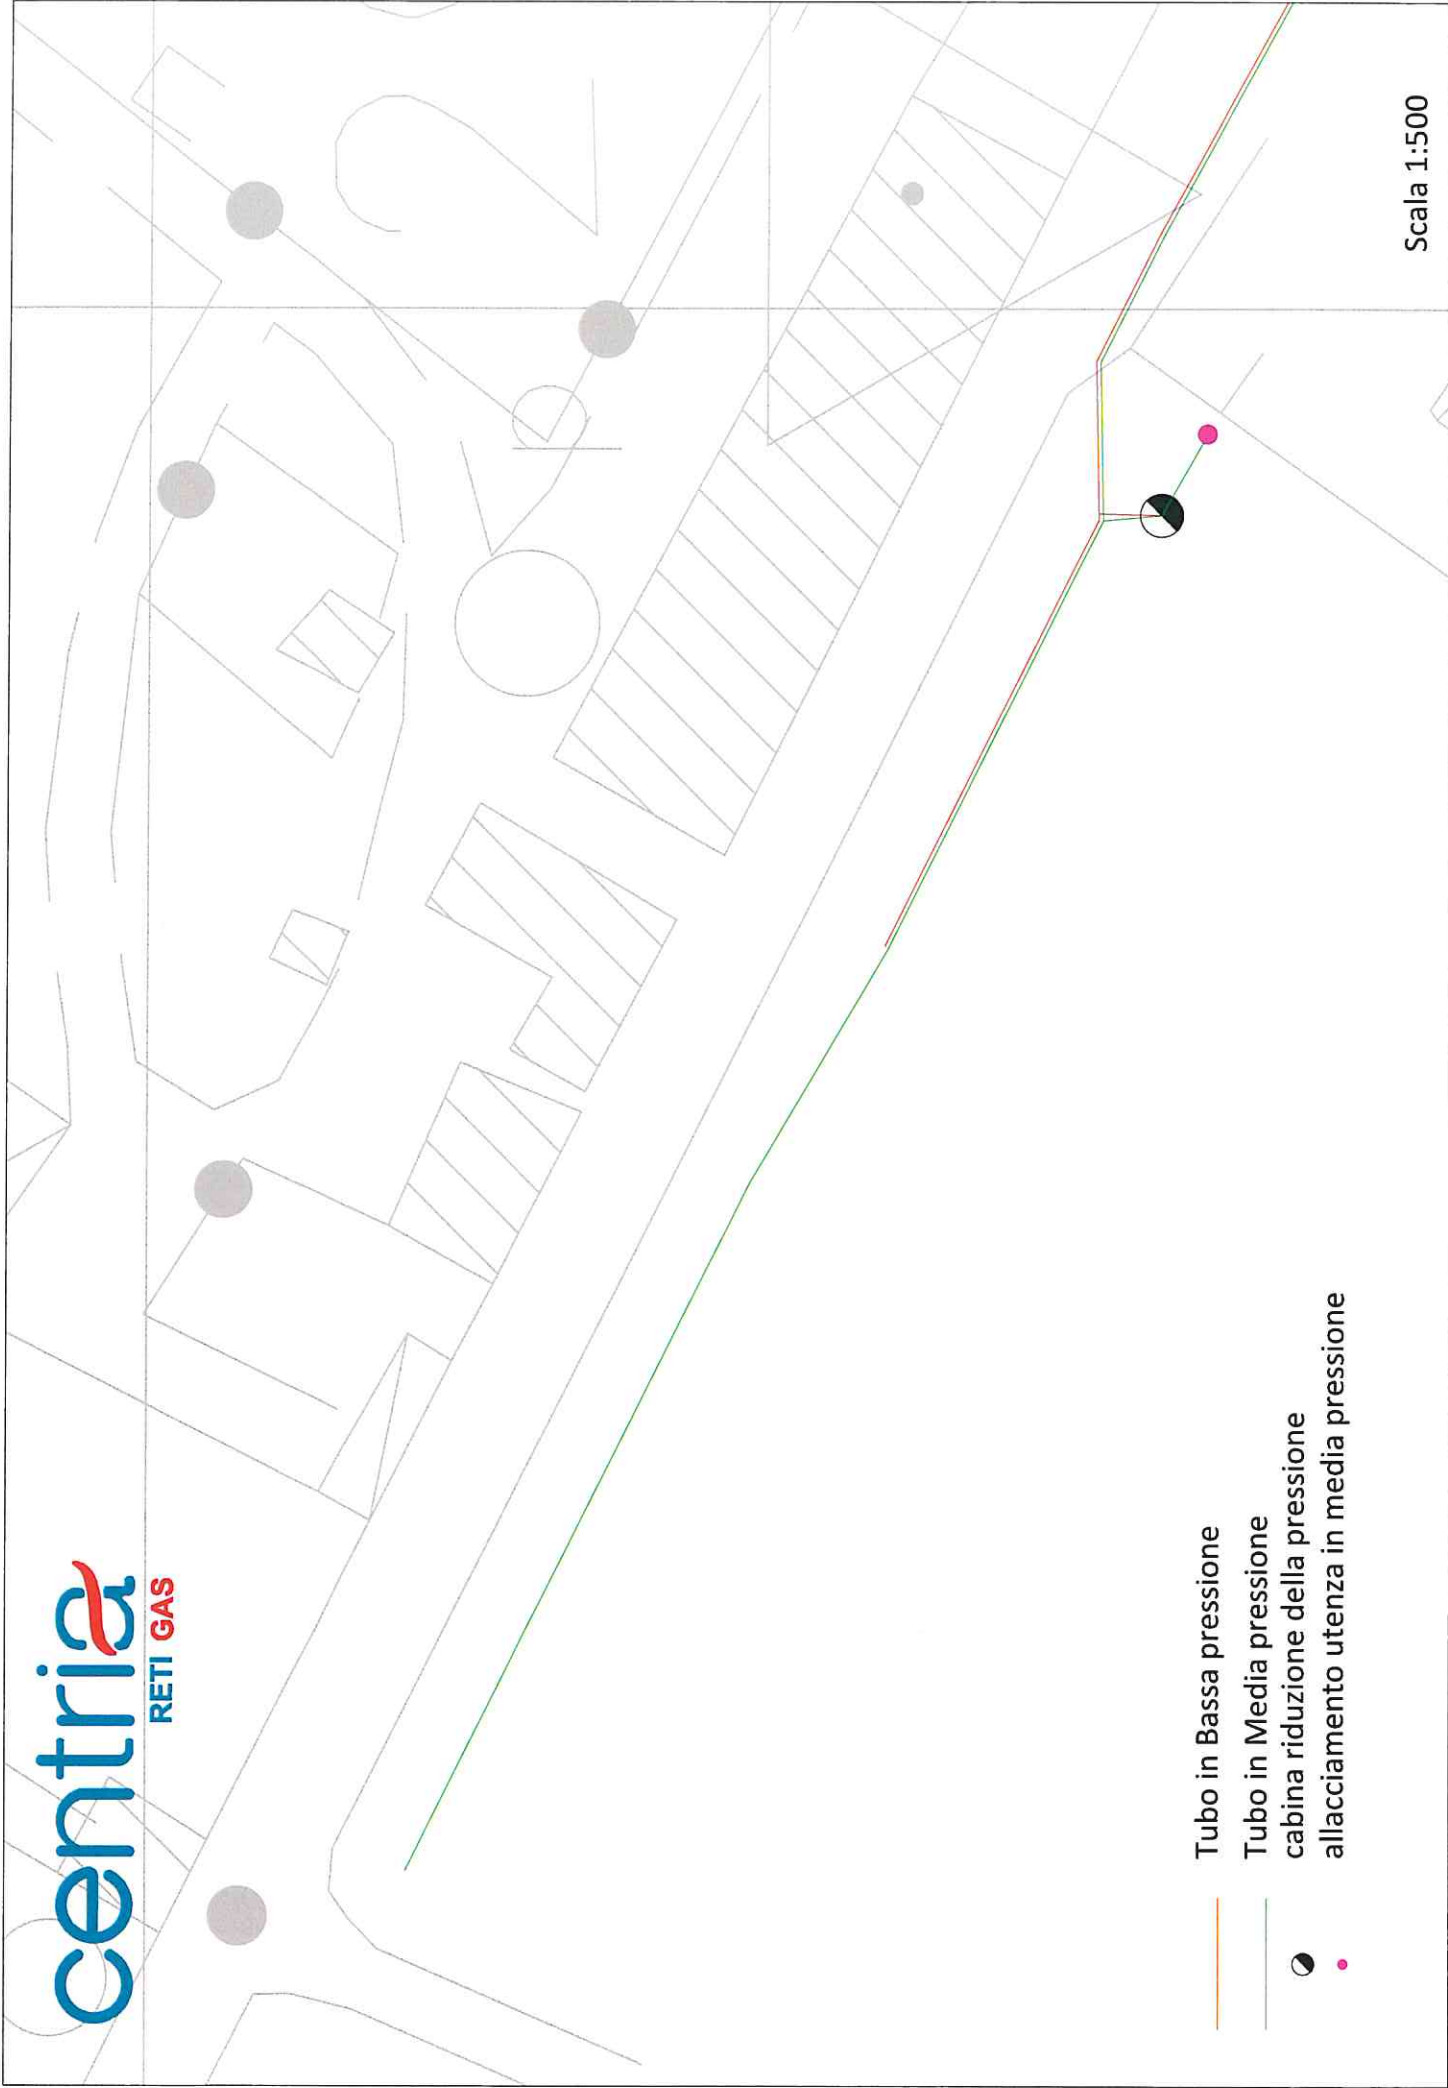 centria
RETI GAS
Tubo in Bassa pressione
Tubo in Media pressione
cabina riduzione della pressione
allacciamento utenza in media pressione
Scala 1:500